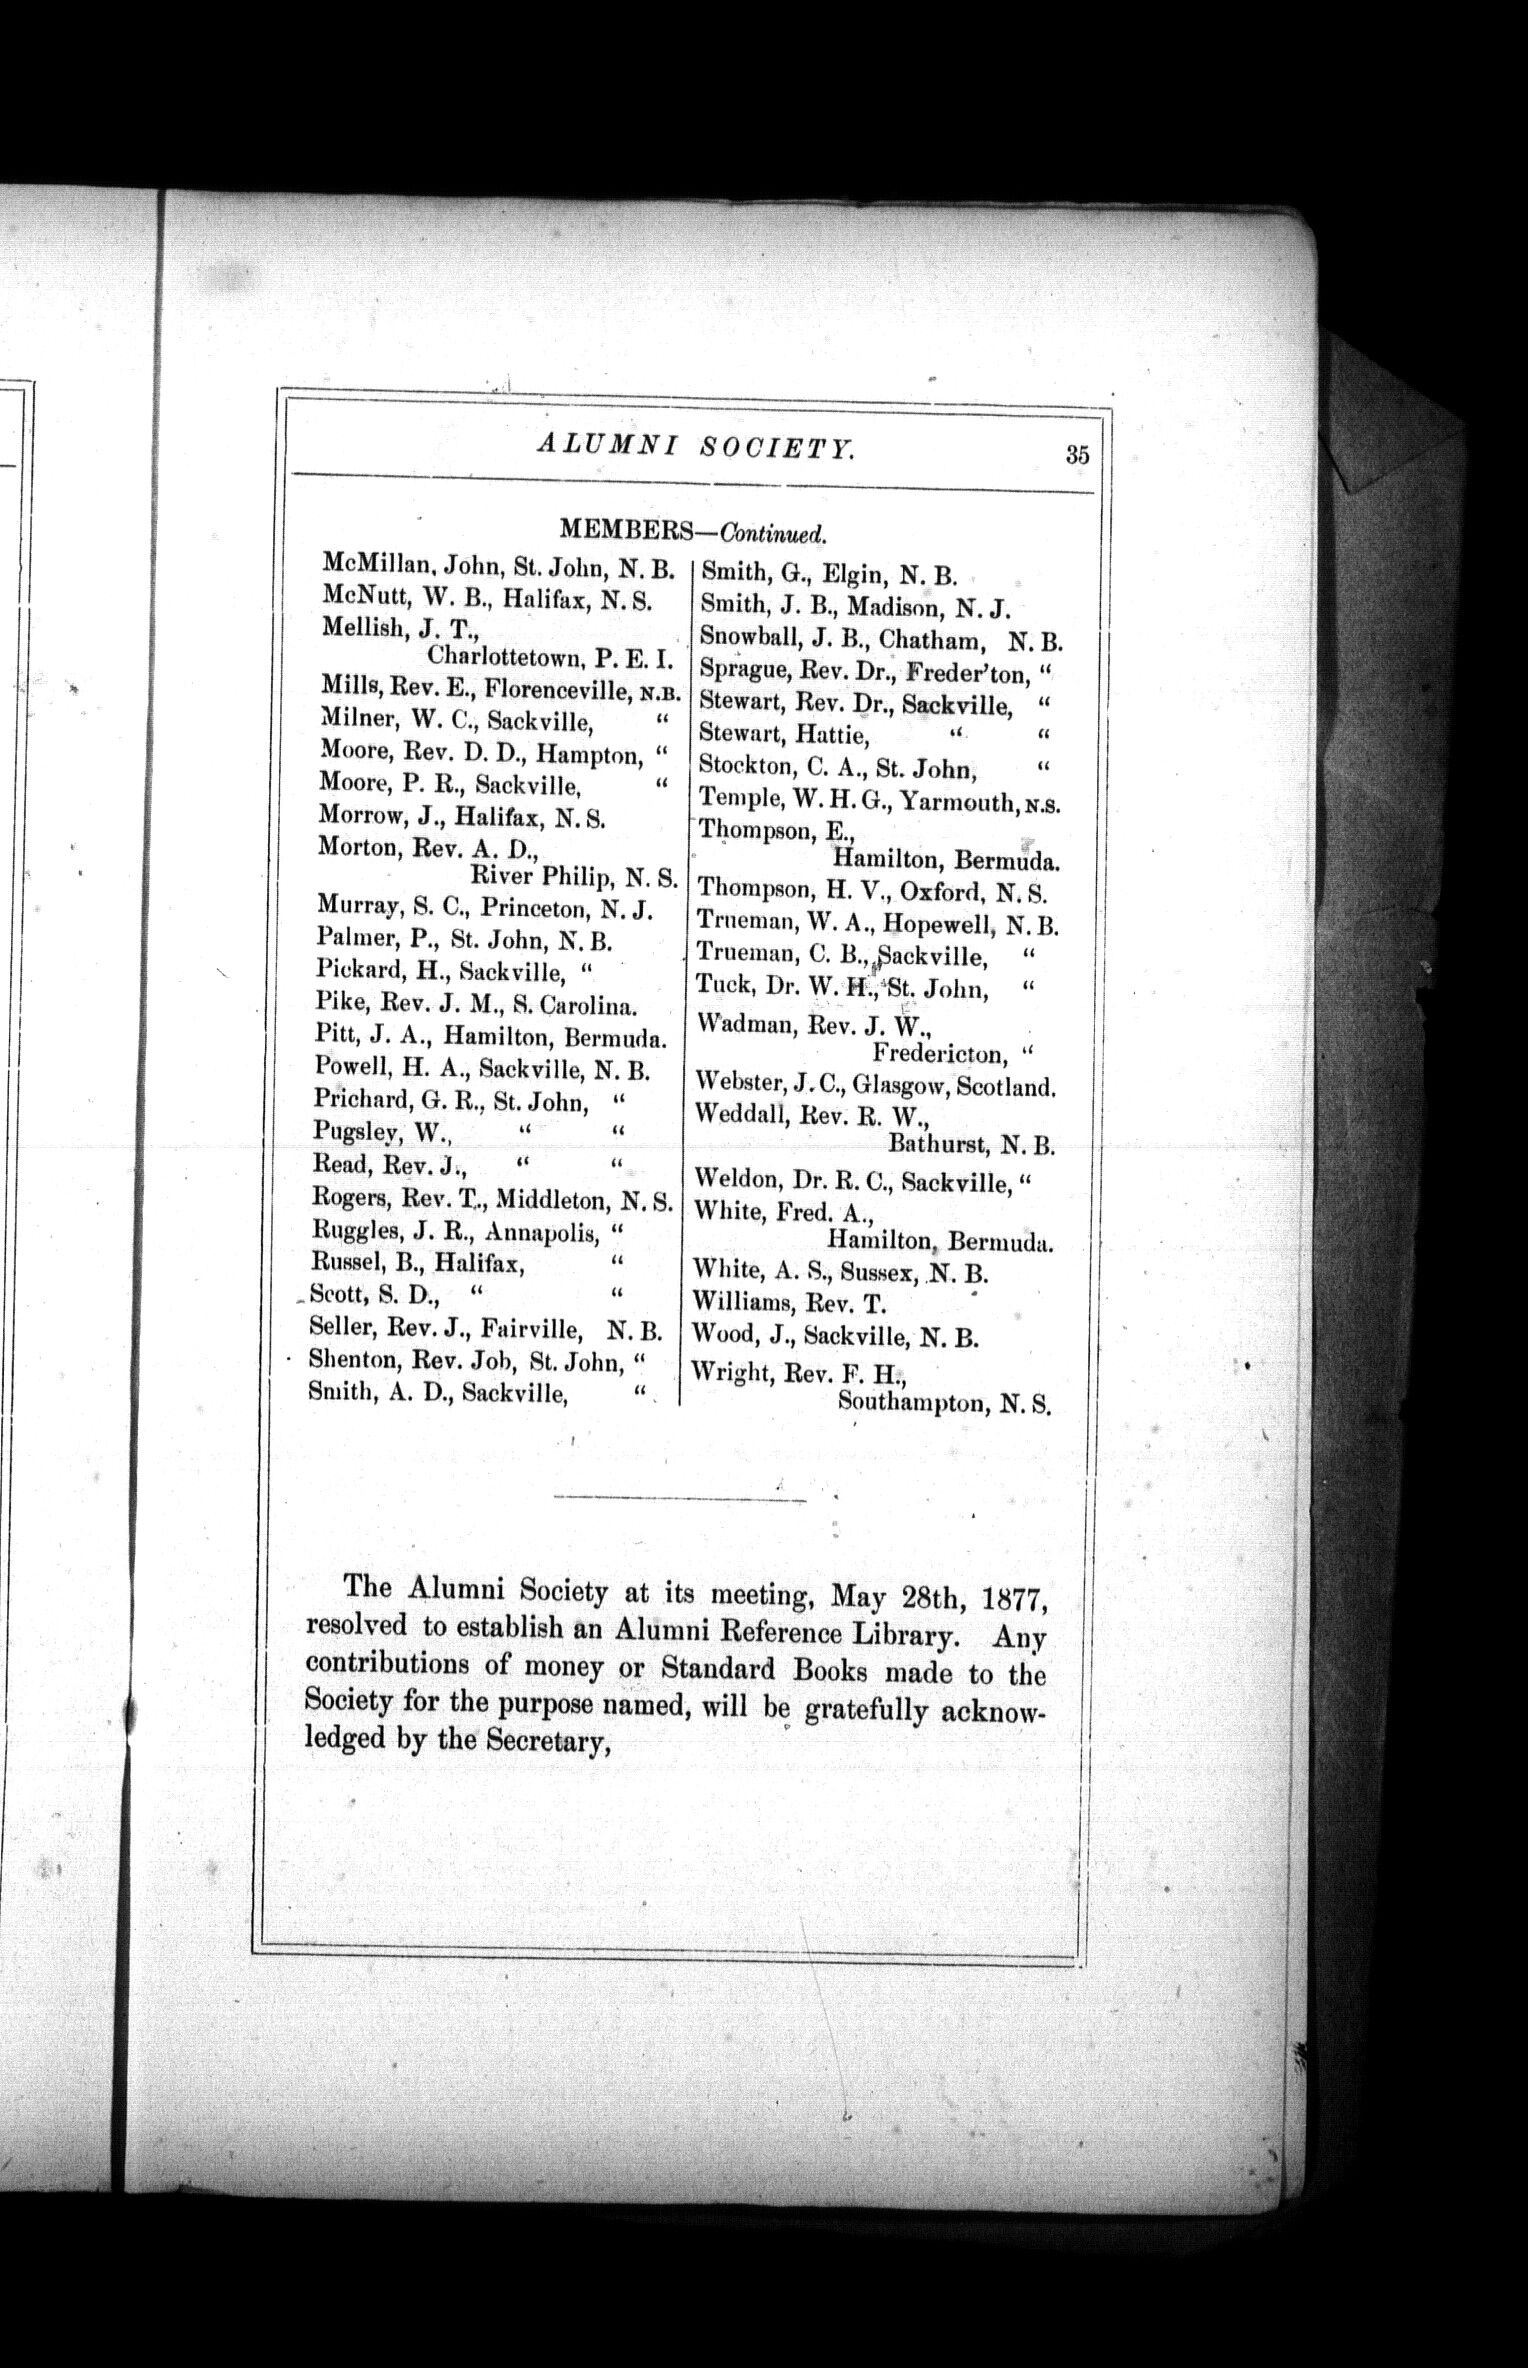 ALUMNI SOCIETY. 35
MEMBERS—Continued.
McMillan, John, St. John, N. B.
McNutt, W. B., Halifax, N. S.
Mellish, J. T.,
Charlottetown, P. E. I.
Mills, Rev. E., Florenceville, N.B.
Milner, W. C., Sackville, “
Moore, Rev. D. D., Hampton, “
Moore, P. R., Sackville, “
Morrow, J., Halifax, N. S.
Morton, Rev. A. D.,
River Philip, N. S.
Murray, S. C., Princeton, N. J.
Palmer, P., St. John, N. B.
Pickard, H., Sackville, “
Pike, Rev. J. M., S. Carolina.
Pitt, J. A., Hamilton, Bermuda.
Powell, H. A., Sackville, N. B.
Prichard, G. R., St. John, “
Pugsley, W., “ “
Read, Rev. J., “ “
Rogers, Rev. T., Middleton, N. S.
Ruggles, J. R., Annapolis, “
Russel, B., Halifax, “
Scott, S. D., “ “
Seller, Rev. J., Fairville, N. B.
Shenton, Rev. Job, St. John, “
Smith, A. D., Sackville, “
Smith, G., Elgin, N. B.
Smith, J. B., Madison, N. J.
Snowball, J. B., Chatham, N. B.
Sprague, Rev. Dr., Freder’ton, “
Stewart, Rev. Dr., Sackville, “
Stewart, Hattie, “ “
Stockton, C. A., St. John, “
Temple, W. H. G., Yarmouth, N.S.
Thompson, E.,
Hamilton, Bermuda.
Thompson, H. V., Oxford, N. S.
Trueman, W. A., Hopewell, N. B.
Trueman, C. B., Sackville, “
Tuck, Dr. W. H., St. John, “
Wadman, Rev. J. W.,
Fredericton, “
Webster, J. C., Glasgow, Scotland.
Weddall, Rev. R. W.,
Bathurst, N. B.
Weldon, Dr. R. C., Sackville, “
White, Fred. A.,
Hamilton, Bermuda.
White, A. S., Sussex, N. B.
Williams, Rev. T.
Wood, J., Sackville, N. B.
Wright, Rev. F. H.,
Southampton, N. S.
The Alumni Society at its meeting, May 28th, 1877,
resolved to establish an Alumni Reference Library. Any
contributions of money or Standard Books made to the
Society for the purpose named, will be gratefully acknow-
ledged by the Secretary,